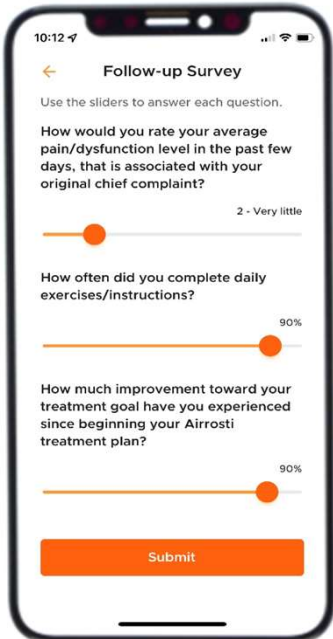 10:12
Follow-up Survey
Use the sliders to answer each question.
How would you rate your average
pain/dysfunction level in the past few
days, that is associated with your
original chief complaint?
2 - Very little
How often did you complete daily
exercises/instructions?
90%
How much improvement toward your
treatment goal have you experienced
since beginning your Airrosti
treatment plan?
90%
Submit